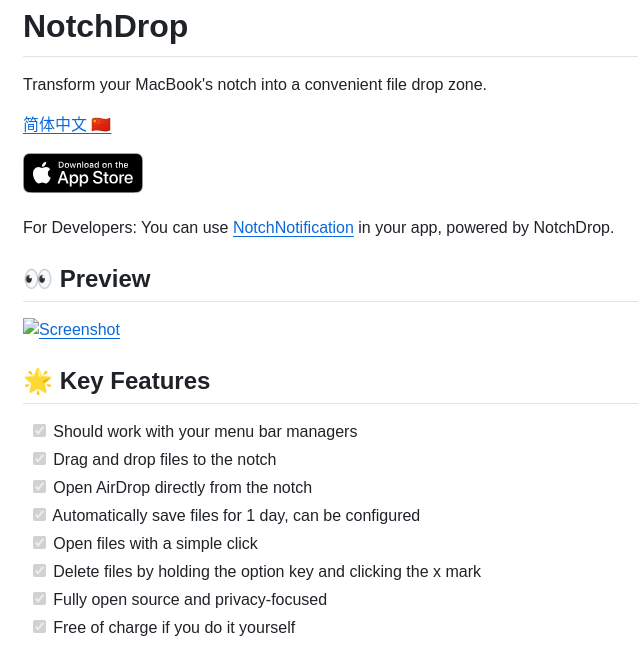 NotchDrop
Transform your MacBook's notch into a convenient file drop zone.
简体中文 🇨🇳
Download on the
App Store
For Developers: You can use NotchNotification in your app, powered by NotchDrop.
👀 Preview
Screenshot
🌟 Key Features
Should work with your menu bar managers
Drag and drop files to the notch
Open AirDrop directly from the notch
Automatically save files for 1 day, can be configured
Open files with a simple click
Delete files by holding the option key and clicking the x mark
Fully open source and privacy-focused
Free of charge if you do it yourself